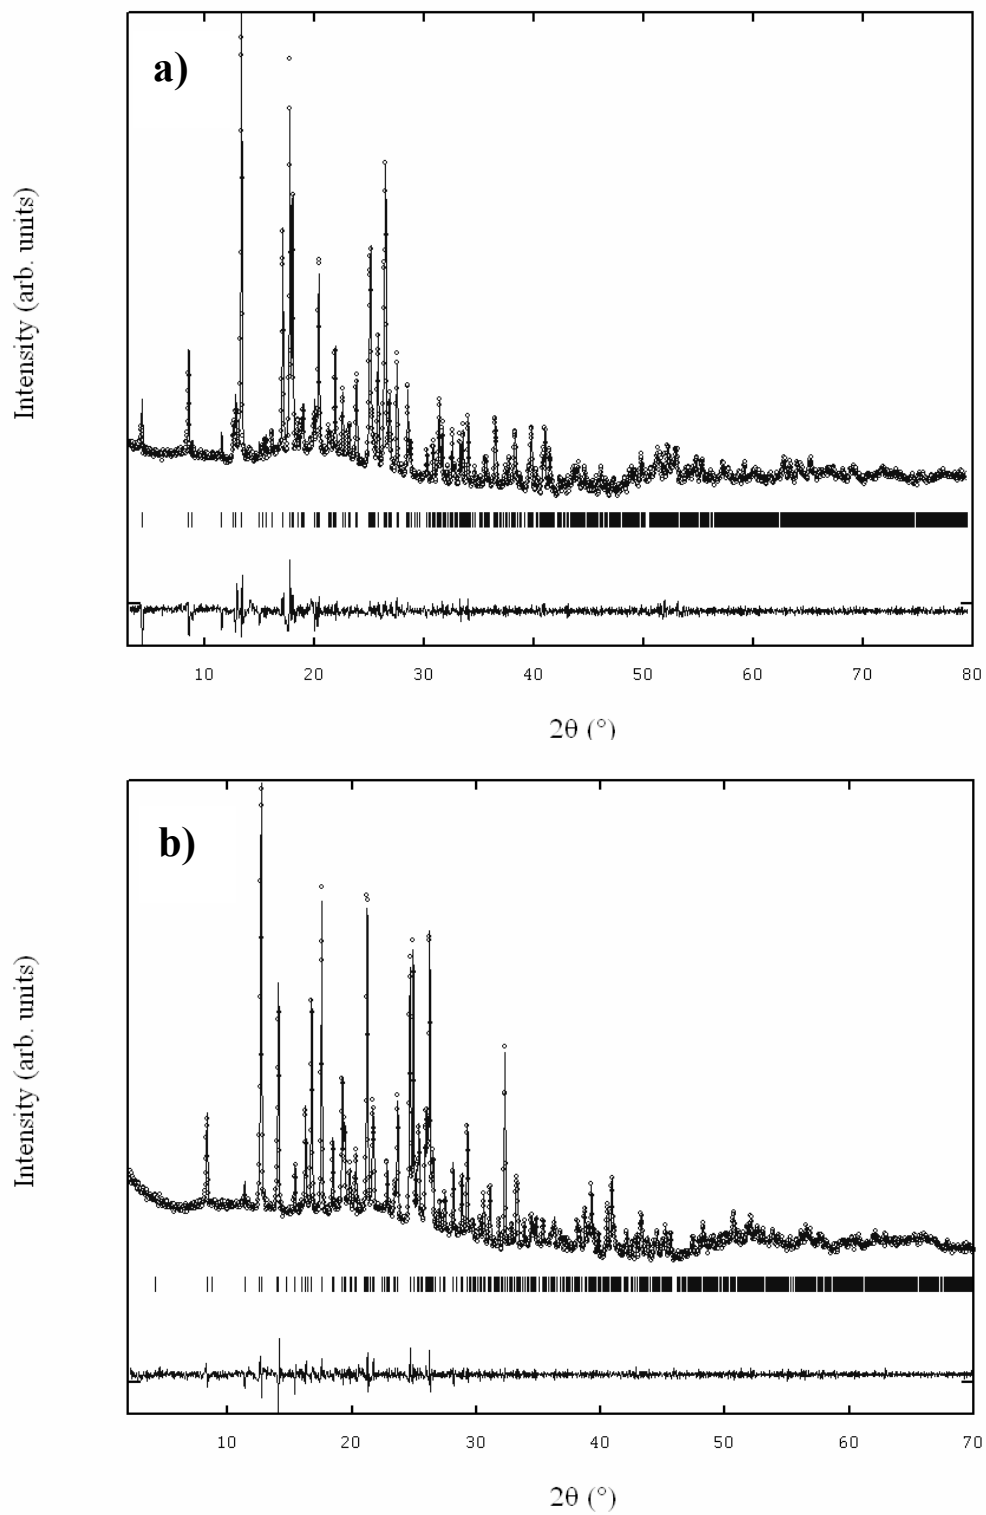 a)
Intensity (arb. units)
10 20 30 40 50 60 70 80
2θ (°)
b)
Intensity (arb. units)
10 20 30 40 50 60 70
2θ (°)